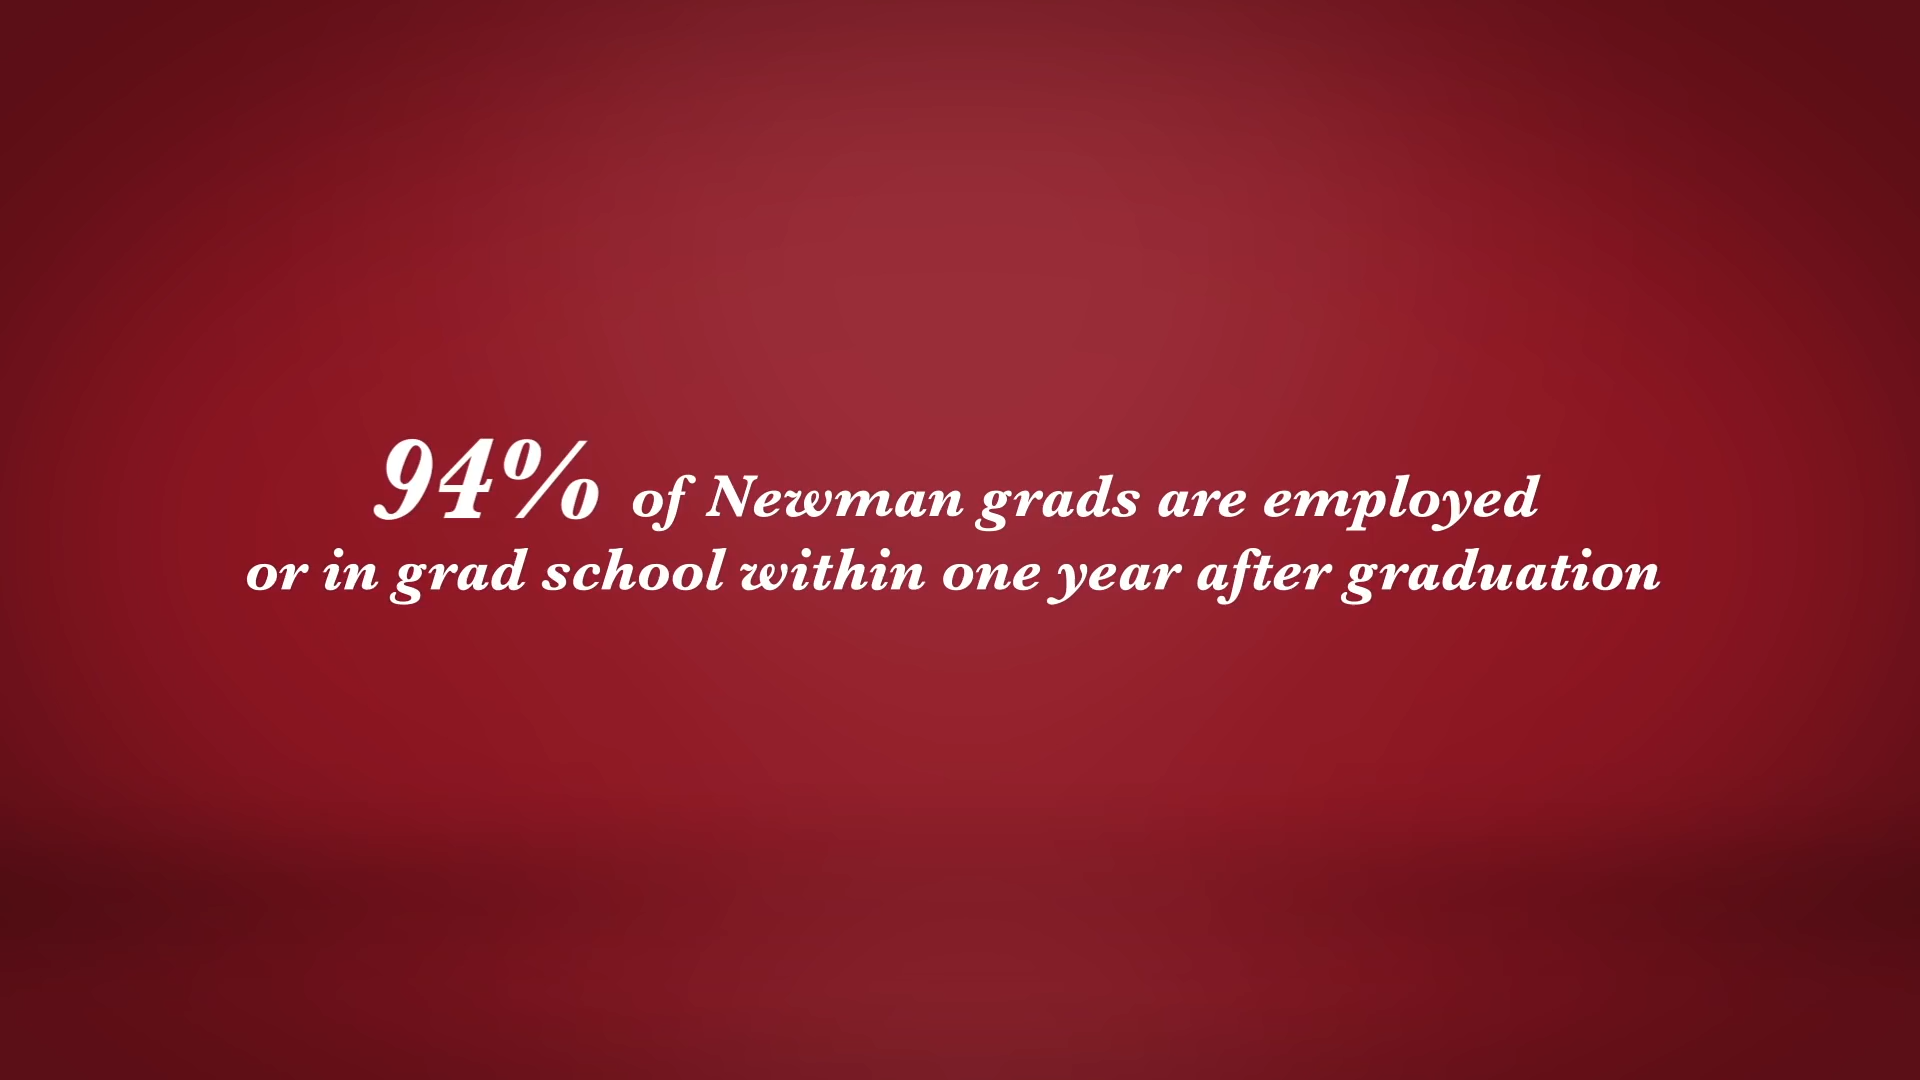 94% of Newman grads are employed
or in grad school within one year after graduation